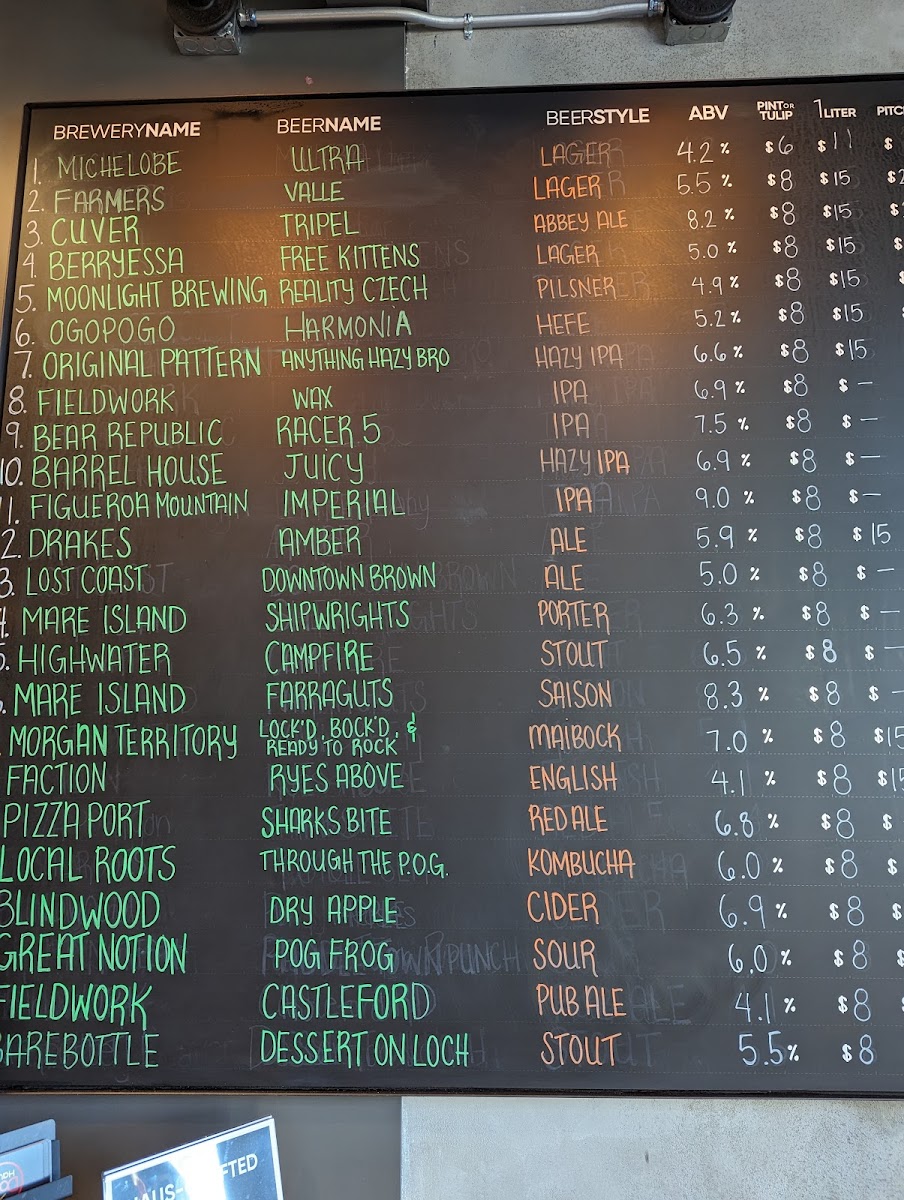 BREWERYNAME BEERNAME BEERSTYLE ABV PINT OR TULIP 1 LITER
1. MICHELOBE ULTRA LAGER 4.2% $6 $11 $
2. FARMERS VALLE LAGER 5.5% $8 $15
3. CUVER TRIPEL ABBEY ALE 8.2% $8 $15
4. BERRYESSA FREE KITTENS LAGER 5.0% $8 $15 $
5. MOONLIGHT BREWING REALITY CZECH PILSNER 4.9% $8 $15
6. OGOPOGO HARMONIA HEFE 5.2% $8 $15
7. ORIGINAL PATTERN ANYTHING HAZY BRO HAZY IPA 6.6% $8 $15
8. FIELDWORK WAX IPA 6.9% $8 $ —
9. BEAR REPUBLIC RACER 5 IPA 7.5% $8 $ —
10. BARREL HOUSE JUICY HAZY IPA 6.9% $8 $ —
1. FIGUEROA MOUNTAIN IMPERIAL IPA 9.0% $8 $ —
2. DRAKES AMBER ALE 5.9% $8 $15
3. LOST COAST DOWNTOWN BROWN ALE 5.0% $8 $ —
MARE ISLAND SHIPWRIGHTS PORTER 6.3% $8 $ —
HIGHWATER CAMPFIRE STOUT 6.5% $8 $ —
MARE ISLAND FARRAGUTS SAISON 8.3% $8 $ -
MORGAN TERRITORY LOCK'D, BOCK'D, & READY TO ROCK MAIBOCK 7.0% $8 $15
FACTION RYES ABOVE ENGLISH 4.1% $8 $15
PIZZA PORT SHARKS BITE RED ALE 6.8% $8 $
LOCAL ROOTS THROUGH THE P.O.G. KOMBUCHA 6.0% $8 $
BLINDWOOD DRY APPLE CIDER 6.9% $8 $
GREAT NOTION POG FROG SOUR 6.0% $8 $
FIELDWORK CASTLEFORD PUB ALE 4.1% $8
BAREBOTTLE DESSERT ON LOCH STOUT 5.5% $8